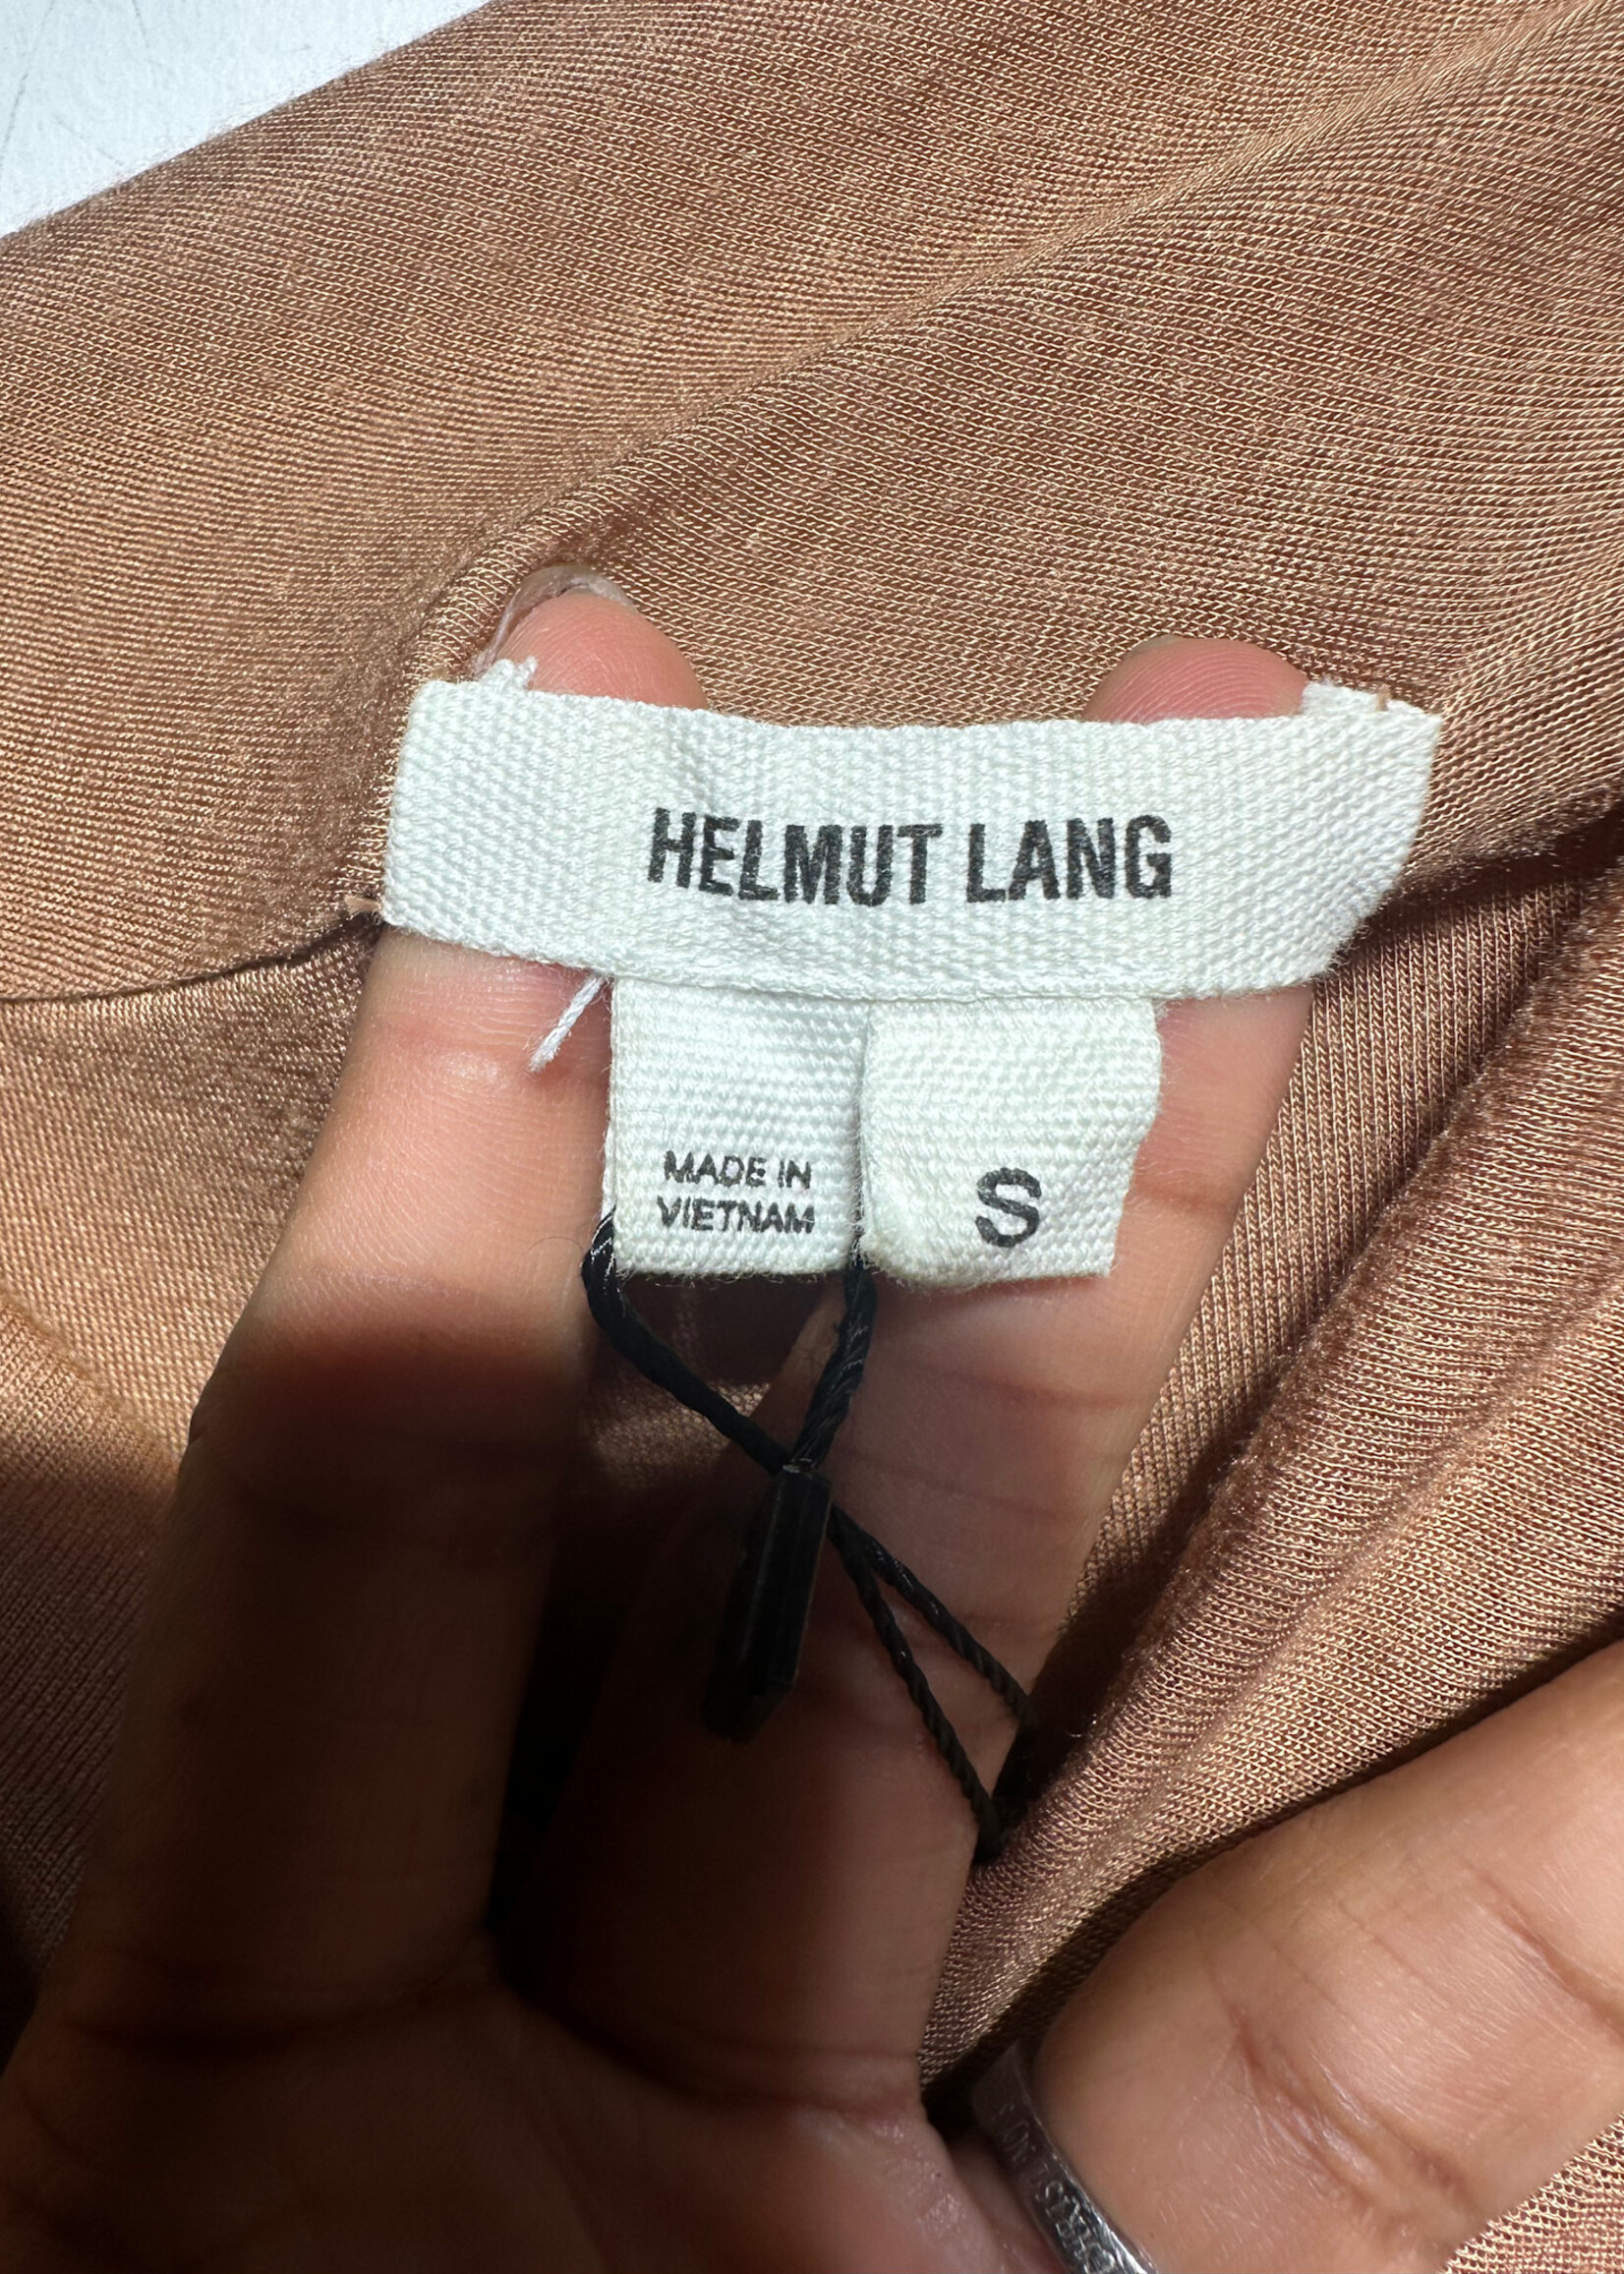 HELMUT LANG
MADE IN
VIETNAM
S